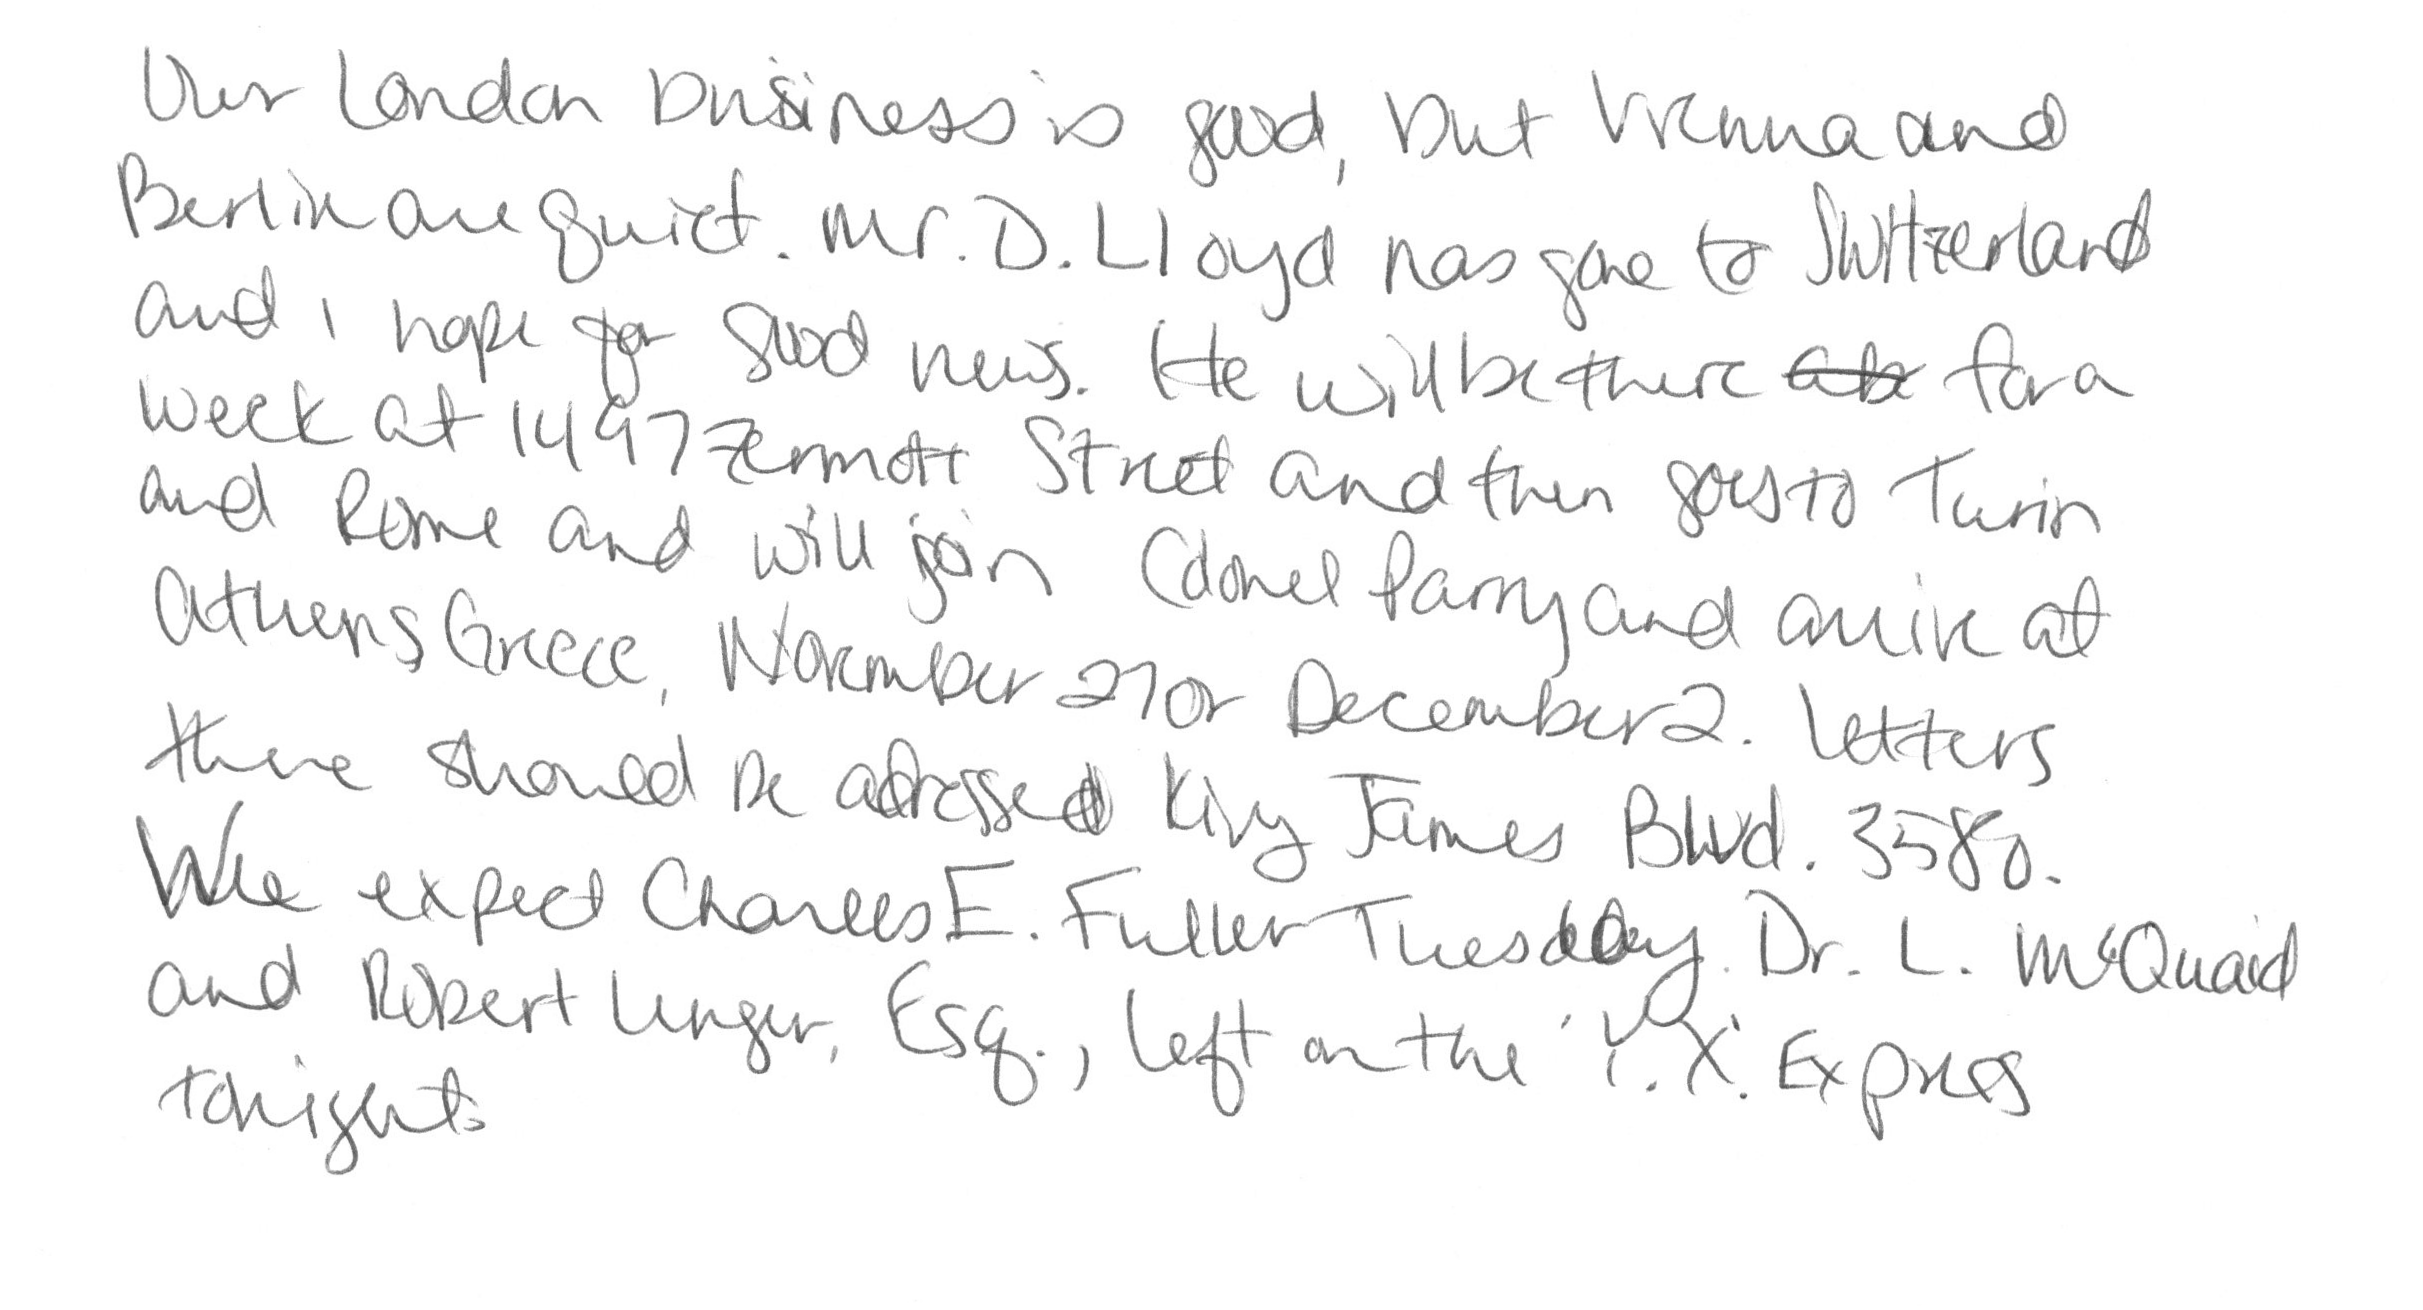 Our London business is good, but Vienna and
Berlin are quiet. Mr. D. Lloyd has gone to Switzerland
and I hope for good news. He will be there for a
week at 1497 Zermott Street and then goes to Turin
and Rome and will join Colonel Parry and arrive at
Athens, Greece, November 27 or December 2. Letters
there should be adressed King James Blvd. 3580.
We expect Charles E. Fuller Tuesday. Dr. L. McQuaid
and Robert Unger, Esq., left on the Y. X. Express
tonight.